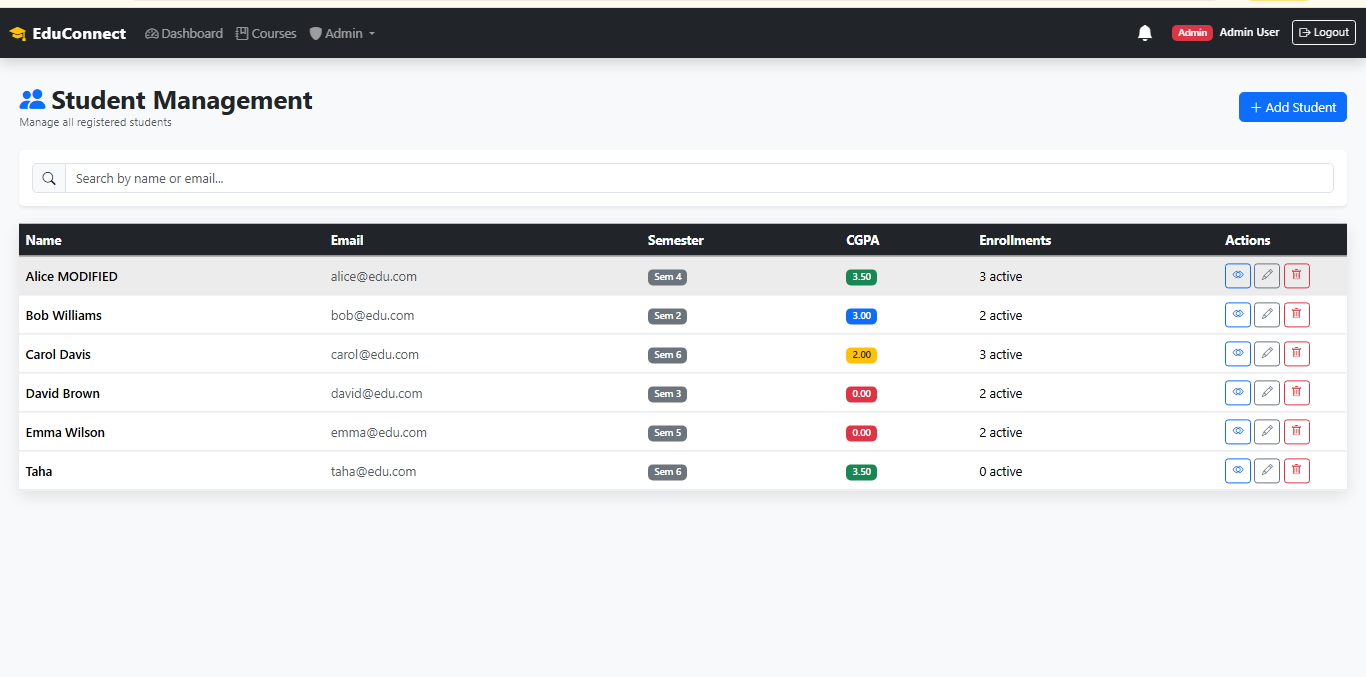 EduConnect Dashboard Courses Admin Admin Admin User Logout
Student Management
Manage all registered students
+ Add Student
Search by name or email...
Name Email Semester CGPA Enrollments Actions
Alice MODIFIED alice@edu.com Sem 4 3.50 3 active
Bob Williams bob@edu.com Sem 2 3.00 2 active
Carol Davis carol@edu.com Sem 6 2.00 3 active
David Brown david@edu.com Sem 3 0.00 2 active
Emma Wilson emma@edu.com Sem 5 0.00 2 active
Taha taha@edu.com Sem 6 3.50 0 active